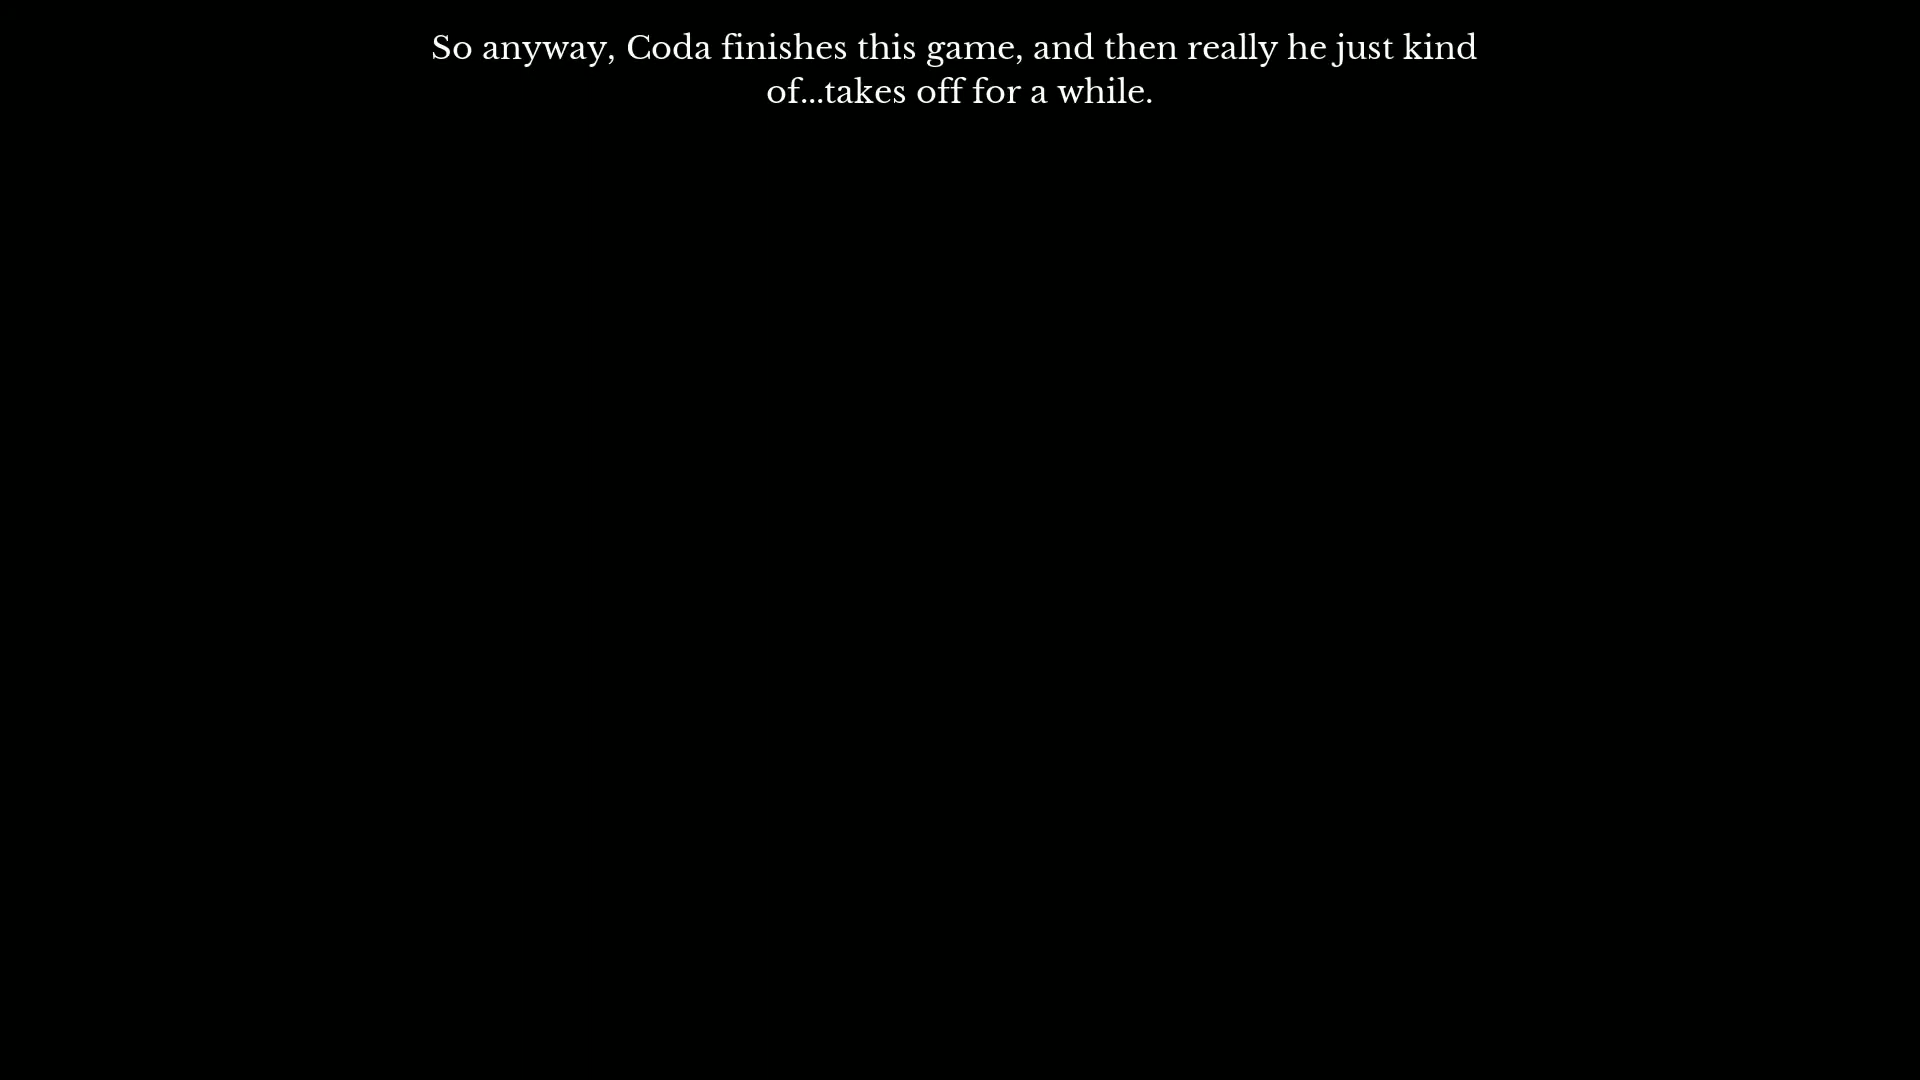 So anyway, Coda finishes this game, and then really he just kind
of...takes off for a while.